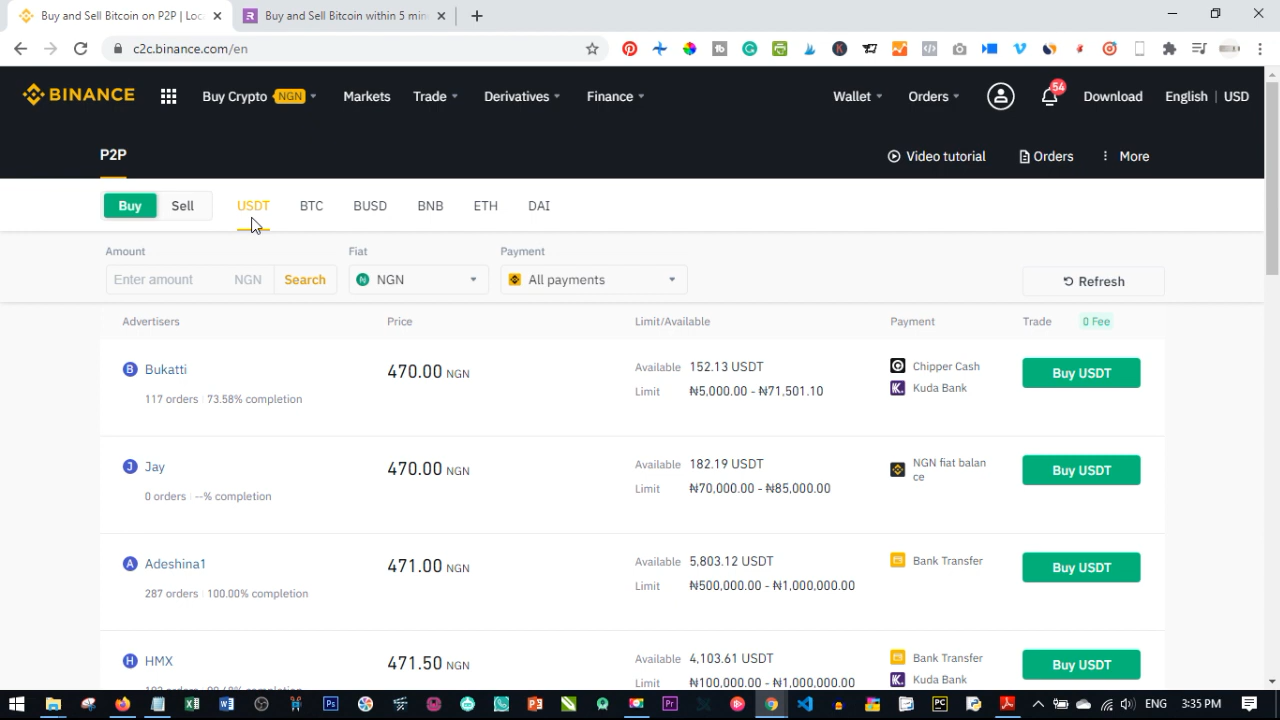 Buy and Sell Bitcoin on P2P | Loc
Buy and Sell Bitcoin within 5 min
c2c.binance.com/en
BINANCE
Buy Crypto NGN
Markets
Trade
Derivatives
Finance
Wallet
Orders
54
Download
English | USD
P2P
Video tutorial
Orders
More
Buy
Sell
USDT
BTC
BUSD
BNB
ETH
DAI
Amount
Fiat
Payment
Enter amount NGN Search
NGN
All payments
Refresh
Advertisers
Price
Limit/Available
Payment
Trade
0 Fee
B Bukatti
117 orders | 73.58% completion
470.00 NGN
Available 152.13 USDT
Limit ₦5,000.00 - ₦71,501.10
Chipper Cash
Kuda Bank
Buy USDT
J Jay
0 orders | --% completion
470.00 NGN
Available 182.19 USDT
Limit ₦70,000.00 - ₦85,000.00
NGN fiat balan
ce
Buy USDT
A Adeshina1
287 orders | 100.00% completion
471.00 NGN
Available 5,803.12 USDT
Limit ₦500,000.00 - ₦1,000,000.00
Bank Transfer
Buy USDT
H HMX
471.50 NGN
Available 4,103.61 USDT
Limit ₦100,000.00 - ₦1,000,000.00
Bank Transfer
Kuda Bank
Buy USDT
ENG
3:35 PM